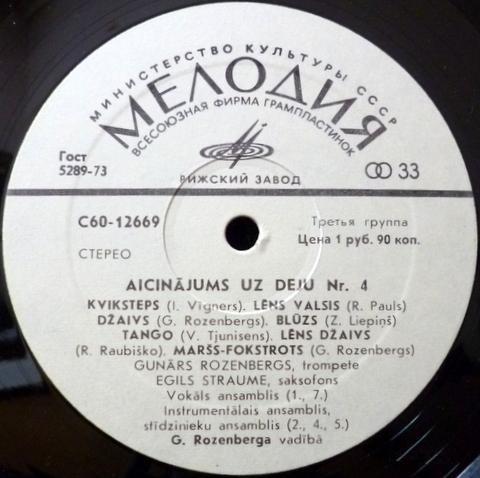 МИНИСТЕРСТВО КУЛЬТУРЫ СССР
МЕЛОДИЯ
ВСЕСОЮЗНАЯ ФИРМА ГРАМПЛАСТИНОК
РИЖСКИЙ ЗАВОД
Гост
5289-73
33
С60-12669
СТЕРЕО
Третья группа
Цена 1 руб. 90 коп.
AICINĀJUMS UZ DEJU Nr. 4
KVIKSTEPS (I. Vīgners). LĒNS VALSIS (R. Pauls)
DŽAIVS (G. Rozenbergs). BLŪZS (Z. Liepiņš)
TANGO (V. Tjunisens). LĒNS DŽAIVS
(R. Raubiško). MARŠS-FOKSTROTS (G. Rozenbergs)
GUNĀRS ROZENBERGS, trompete
EGILS STRAUME, saksofons
Vokāls ansamblis (1., 7.)
Instrumentālais ansamblis,
stīdzinieku ansamblis (2., 4., 5.)
G. Rozenberga vadībā